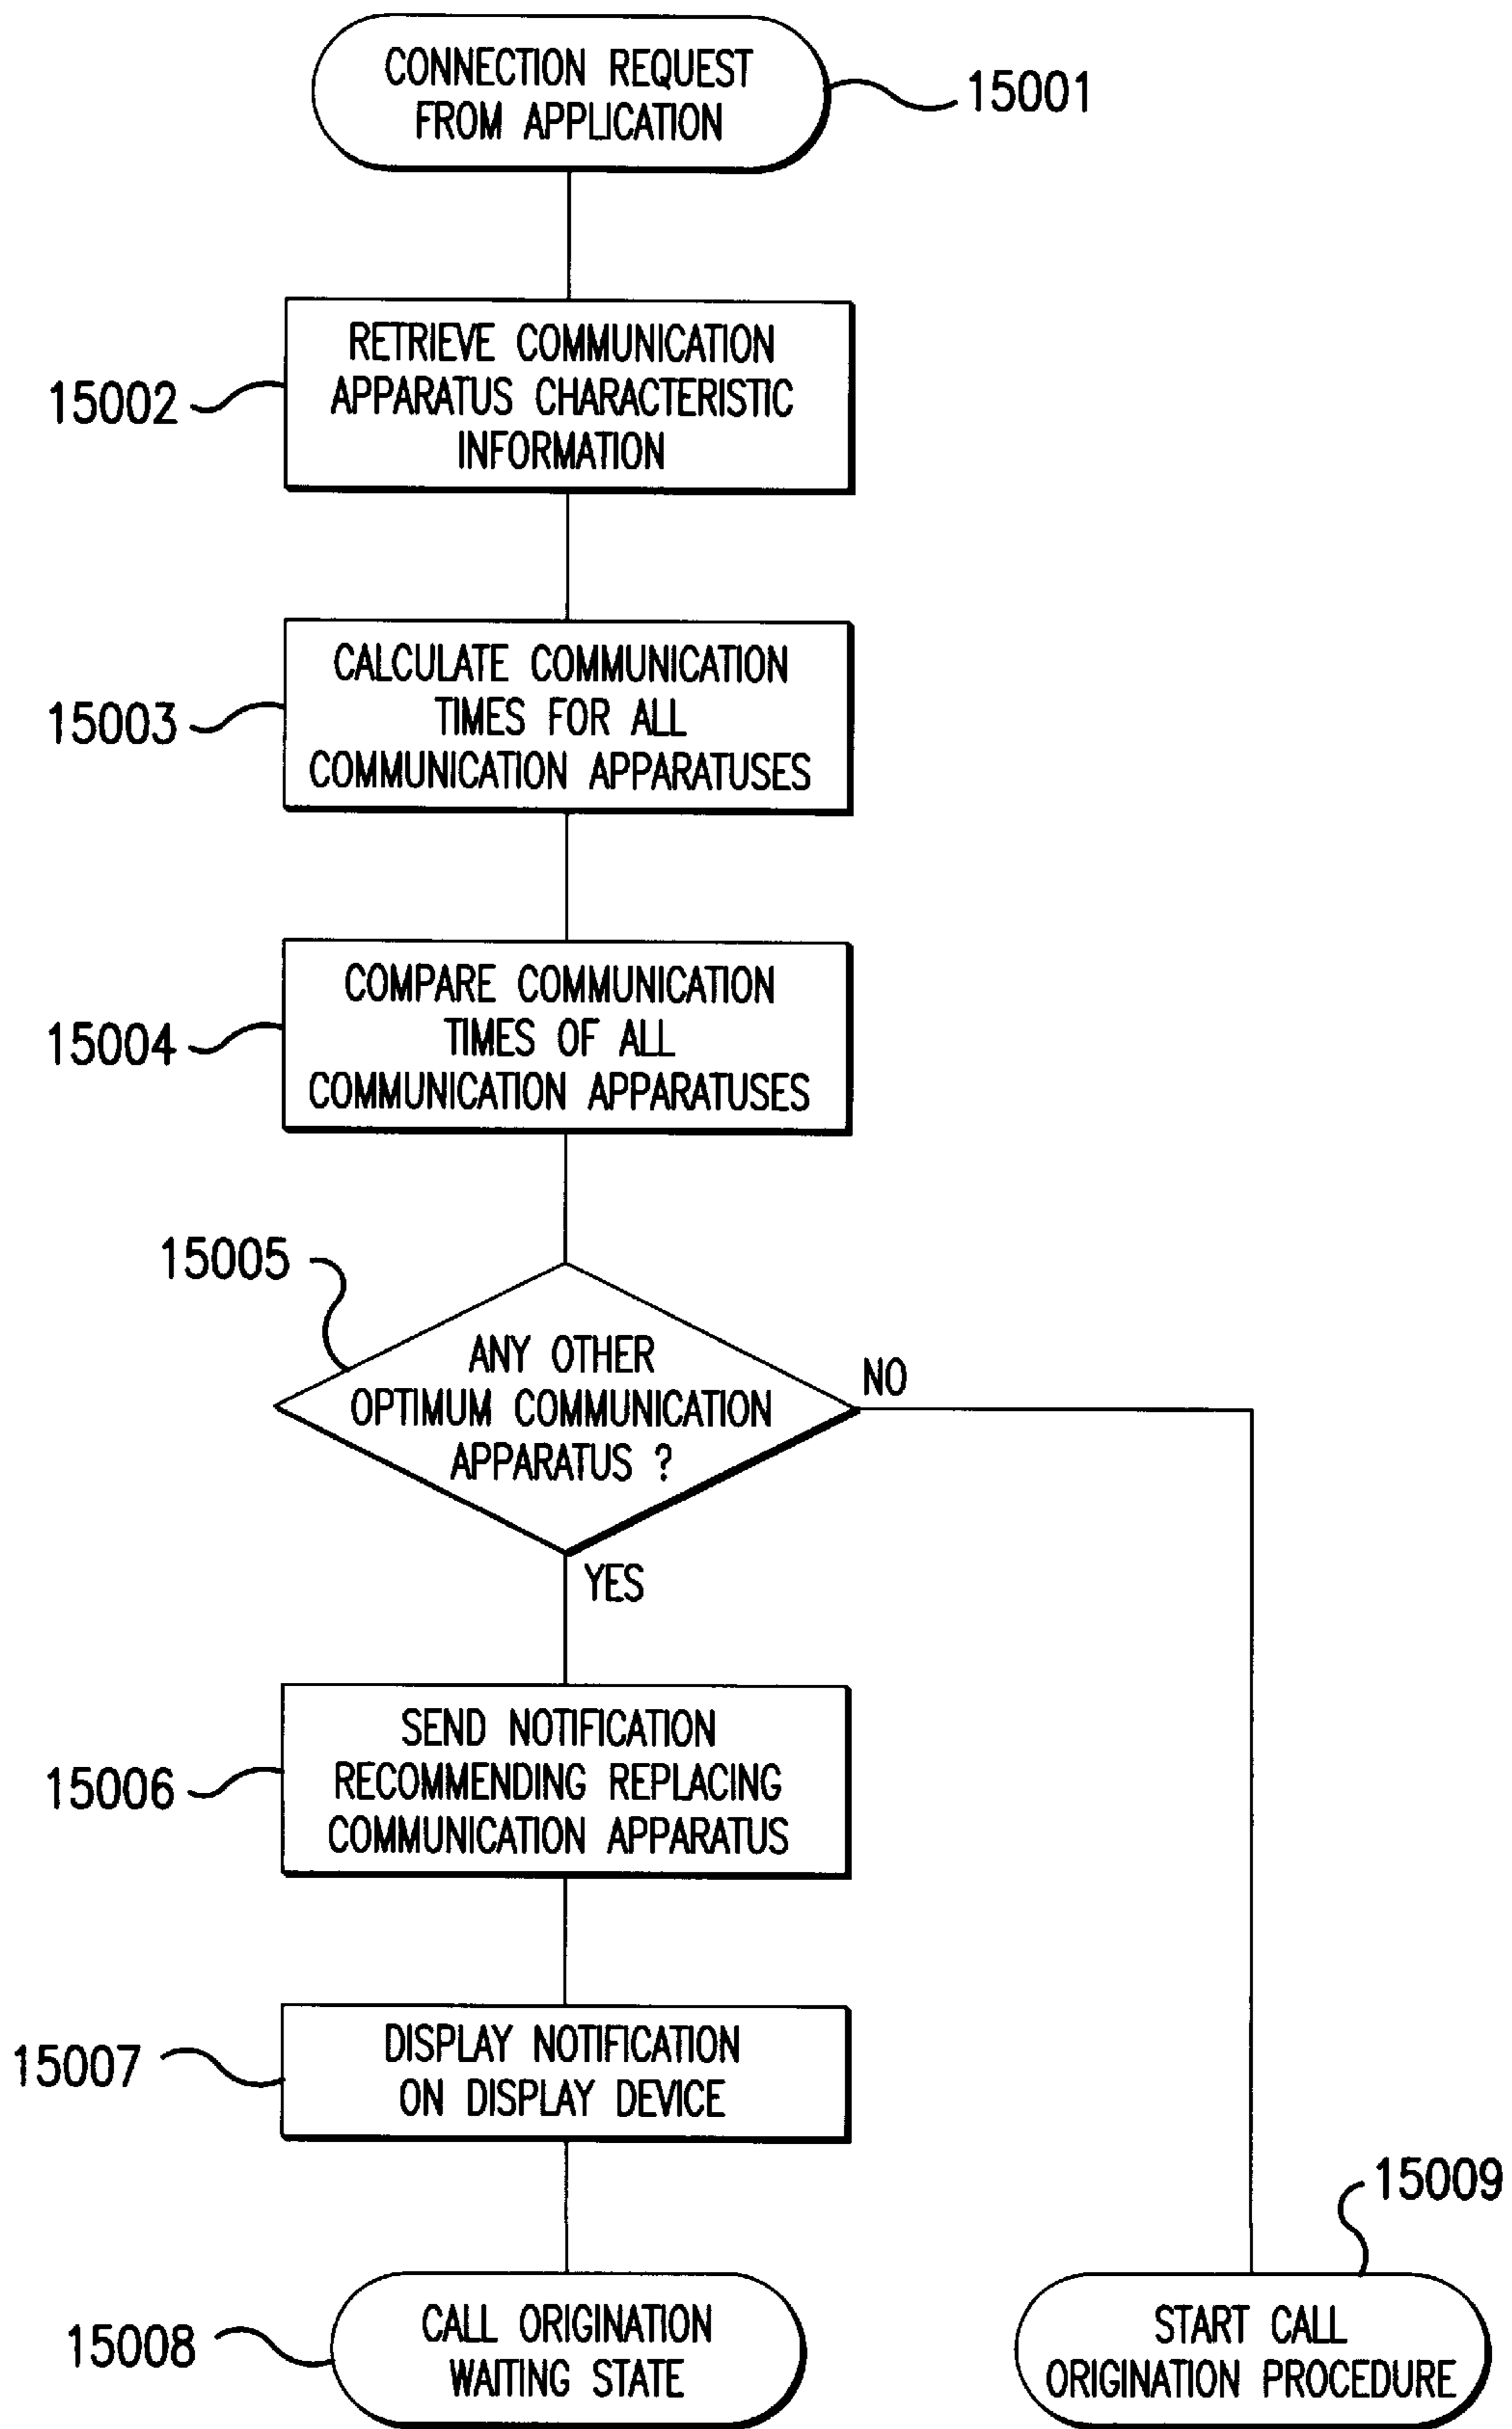 CONNECTION REQUEST
FROM APPLICATION
15001
RETRIEVE COMMUNICATION
APPARATUS CHARACTERISTIC
INFORMATION
15002
CALCULATE COMMUNICATION
TIMES FOR ALL
COMMUNICATION APPARATUSES
15003
COMPARE COMMUNICATION
TIMES OF ALL
COMMUNICATION APPARATUSES
15004
15005
ANY OTHER
OPTIMUM COMMUNICATION
APPARATUS ?
NO
YES
SEND NOTIFICATION
RECOMMENDING REPLACING
COMMUNICATION APPARATUS
15006
DISPLAY NOTIFICATION
ON DISPLAY DEVICE
15007
15009
CALL ORIGINATION
WAITING STATE
15008
START CALL
ORIGINATION PROCEDURE